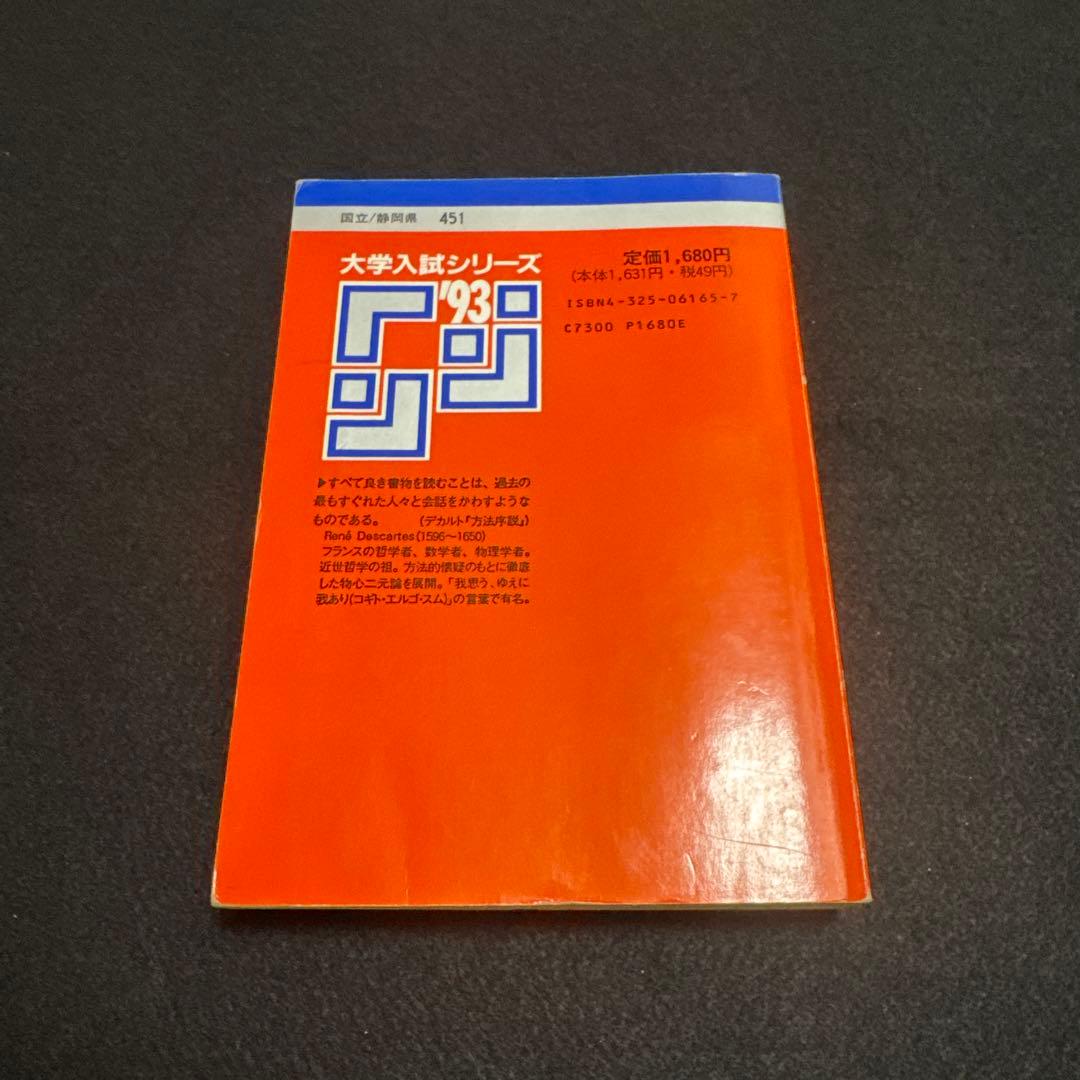 国立/静岡県 451
大学入試シリーズ
'93
定価1,680円
(本体1,631円・税49円)
ISBN4-325-06165-7
C7300 P1680E
▶すべて良き書物を読むことは、過去の
最もすぐれた人々と会話をかわすような
ものである。 (デカルト『方法序説』)
René Descartes(1596〜1650)
フランスの哲学者、数学者、物理学者。
近世哲学の祖。方法的懐疑のもとに徹底
した物心二元論を展開。「我思う、ゆえに
我あり(コギト・エルゴ・スム)」の言葉で有名。